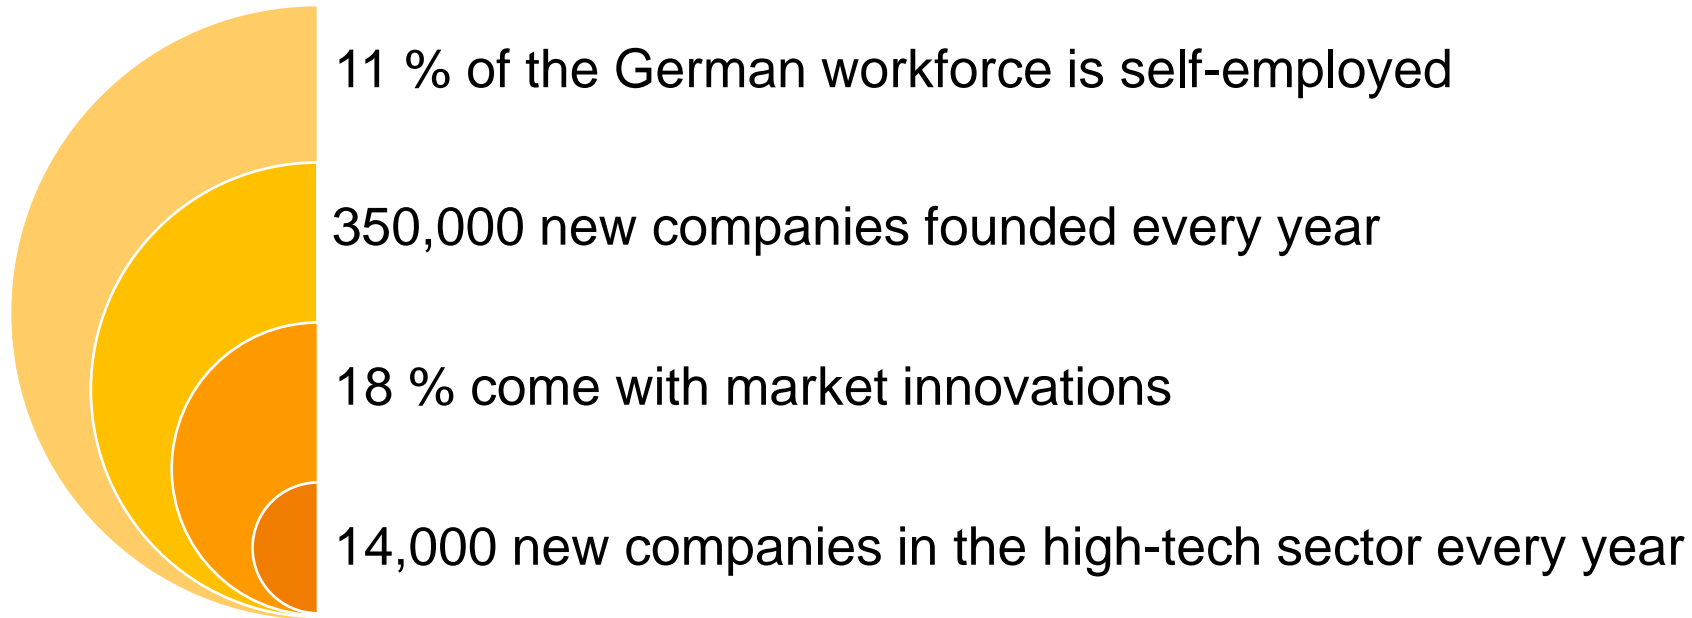 11 % of the German workforce is self-employed
350,000 new companies founded every year
18 % come with market innovations
14,000 new companies in the high-tech sector every year